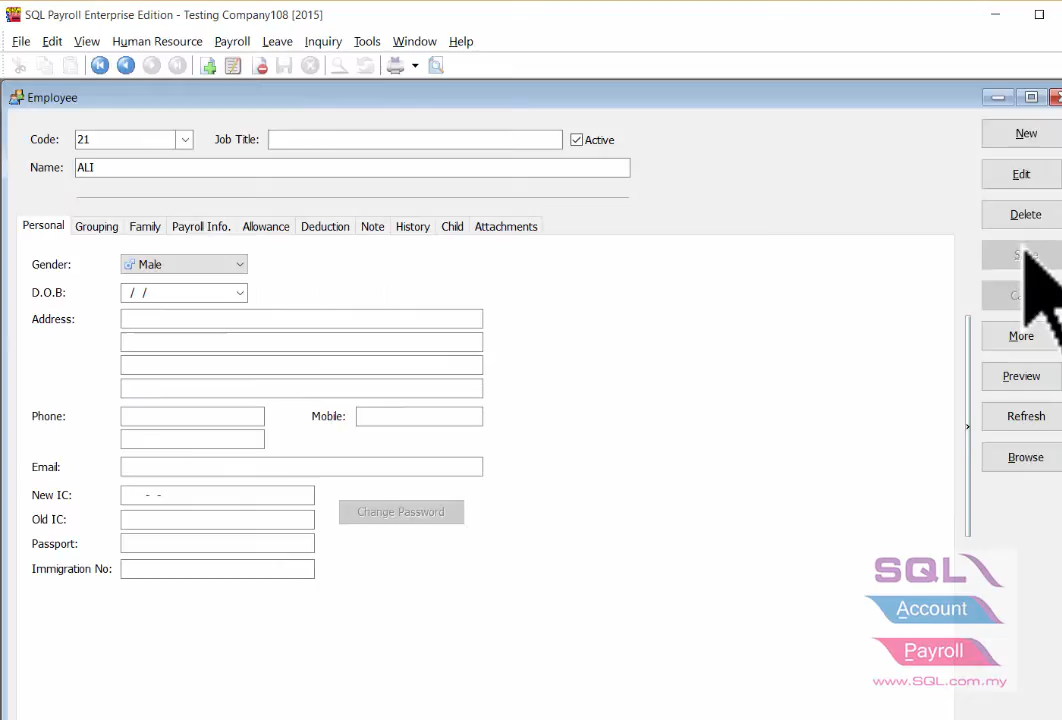 SQL Payroll Enterprise Edition - Testing Company108 [2015]
File Edit View Human Resource Payroll Leave Inquiry Tools Window Help
Employee
Code: 21 Job Title: Active
Name: ALI
New
Edit
Delete
More
Preview
Refresh
Browse
Personal Grouping Family Payroll Info. Allowance Deduction Note History Child Attachments
Gender: Male
D.O.B: / /
Address:
Phone: Mobile:
Email:
New IC: - -
Old IC:
Change Password
Passport:
Immigration No:
SQL
Account
Payroll
www.SQL.com.my